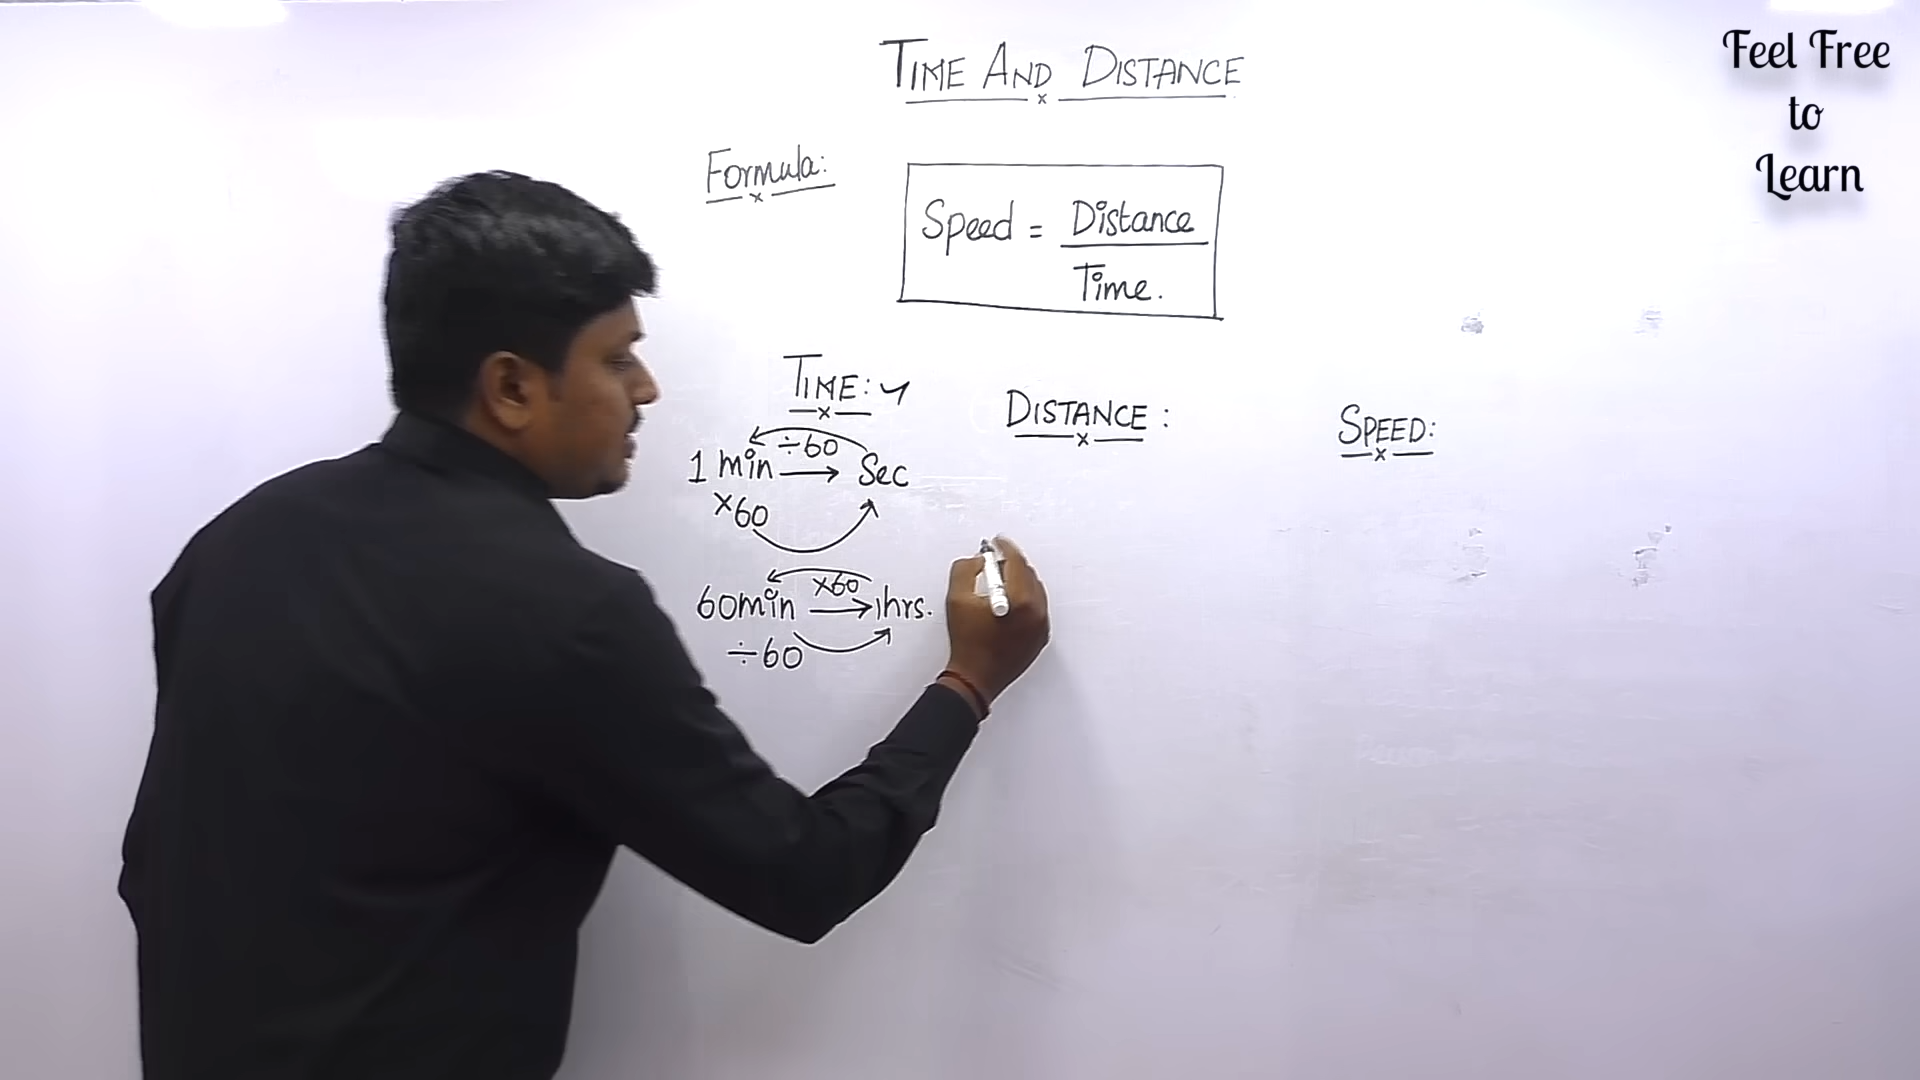 TIME AND DISTANCE
Feel Free
to
Learn
Formula:
Speed = Distance
Time.
TIME:
÷60
1 min → Sec
×60
×60
60min → 1hrs.
÷60
DISTANCE:
SPEED: